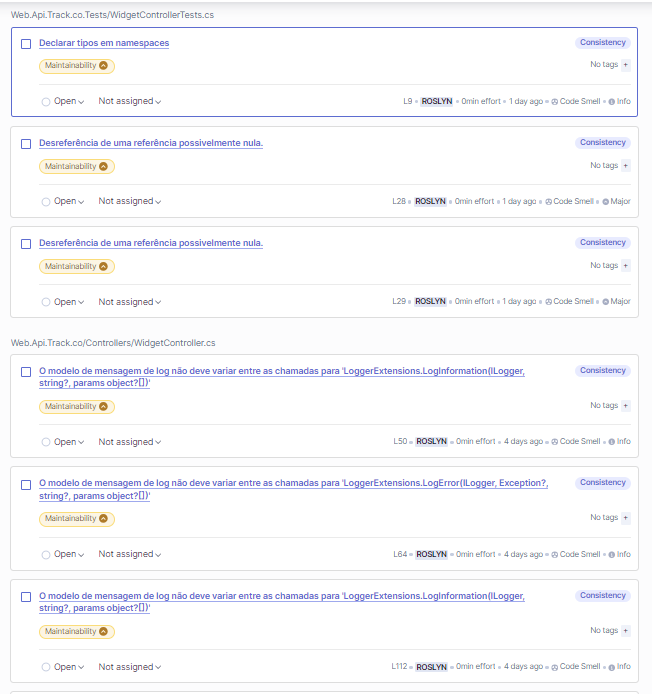 Web.Api.Track.co.Tests/WidgetControllerTests.cs
Declarar tipos em namespaces
Consistency
Maintainability
No tags +
Open
Not assigned
L9 ROSLYN 0min effort 1 day ago Code Smell Info
Desreferência de uma referência possivelmente nula.
Consistency
Maintainability
No tags +
Open
Not assigned
L28 ROSLYN 0min effort 1 day ago Code Smell Major
Desreferência de uma referência possivelmente nula.
Consistency
Maintainability
No tags +
Open
Not assigned
L29 ROSLYN 0min effort 1 day ago Code Smell Major
Web.Api.Track.co/Controllers/WidgetController.cs
O modelo de mensagem de log não deve variar entre as chamadas para 'LoggerExtensions.LogInformation(ILogger,
string?, params object?[])'
Consistency
Maintainability
No tags +
Open
Not assigned
L50 ROSLYN 0min effort 4 days ago Code Smell Info
O modelo de mensagem de log não deve variar entre as chamadas para 'LoggerExtensions.LogError(ILogger, Exception?,
string?, params object?[])'
Consistency
Maintainability
No tags +
Open
Not assigned
L64 ROSLYN 0min effort 4 days ago Code Smell Info
O modelo de mensagem de log não deve variar entre as chamadas para 'LoggerExtensions.LogInformation(ILogger,
string?, params object?[])'
Consistency
Maintainability
No tags +
Open
Not assigned
L112 ROSLYN 0min effort 4 days ago Code Smell Info